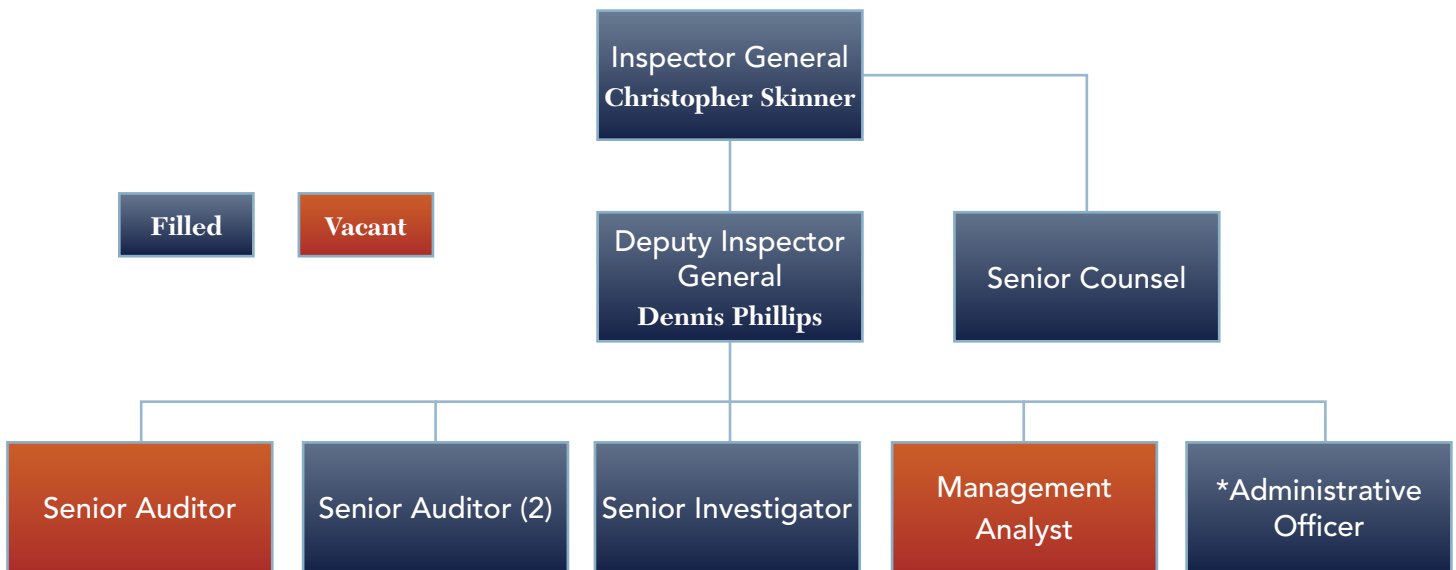 Inspector General
Christopher Skinner
Filled
Vacant
Deputy Inspector
General
Dennis Phillips
Senior Counsel
Senior Auditor
Senior Auditor (2)
Senior Investigator
Management
Analyst
*Administrative
Officer